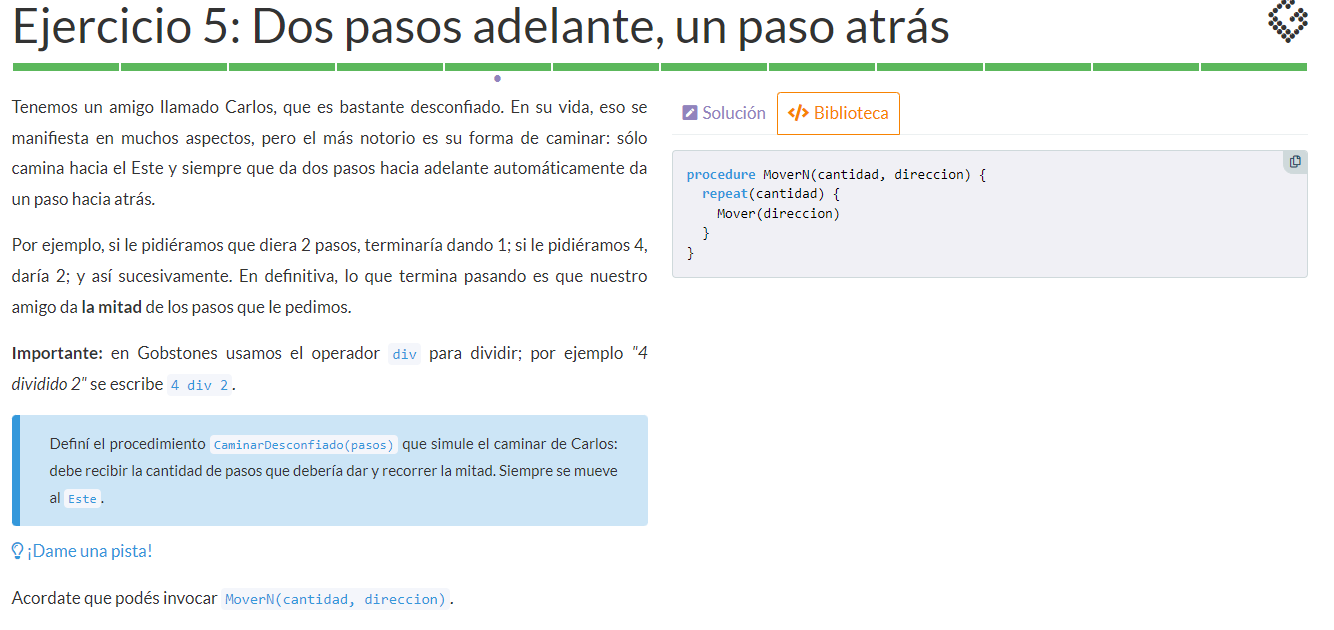 Ejercicio 5: Dos pasos adelante, un paso atrás
Tenemos un amigo llamado Carlos, que es bastante desconfiado. En su vida, eso se
manifiesta en muchos aspectos, pero el más notorio es su forma de caminar: sólo
camina hacia el Este y siempre que da dos pasos hacia adelante automáticamente da
un paso hacia atrás.
Por ejemplo, si le pidiéramos que diera 2 pasos, terminaría dando 1; si le pidiéramos 4,
daría 2; y así sucesivamente. En definitiva, lo que termina pasando es que nuestro
amigo da la mitad de los pasos que le pedimos.
Importante: en Gobstones usamos el operador div para dividir; por ejemplo "4
dividido 2" se escribe 4 div 2.
Definí el procedimiento CaminarDesconfiado(pasos) que simule el caminar de Carlos:
debe recibir la cantidad de pasos que debería dar y recorrer la mitad. Siempre se mueve
al Este.
¡Dame una pista!
Acordate que podés invocar MoverN(cantidad, direccion).
Solución
</> Biblioteca
procedure MoverN(cantidad, direccion) {
  repeat(cantidad) {
    Mover(direccion)
  }
}